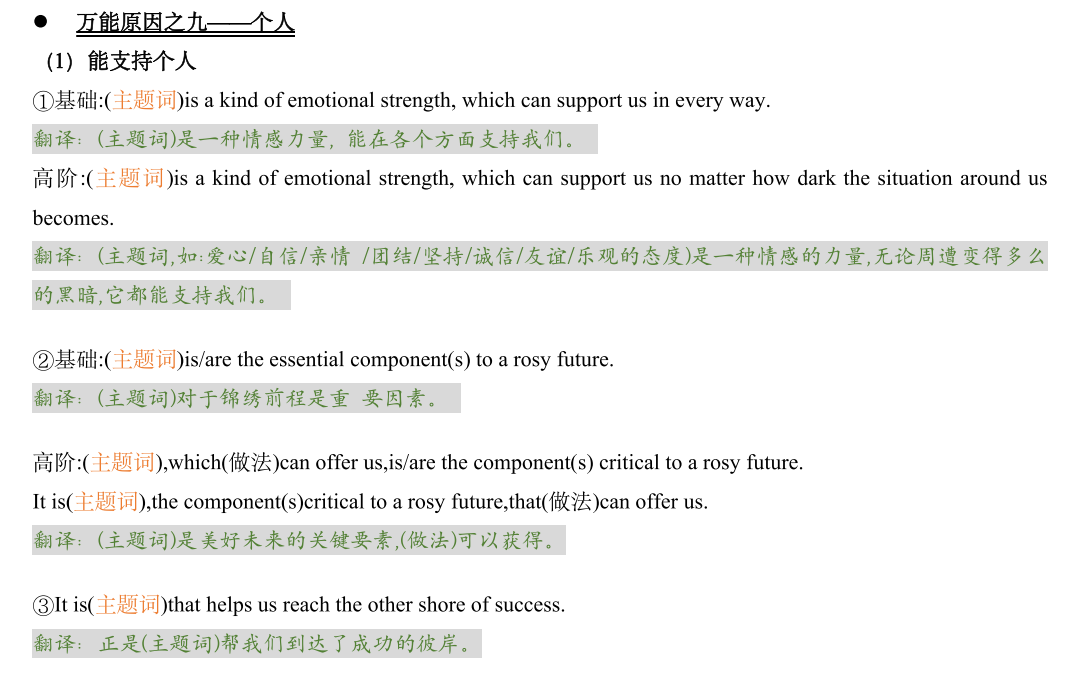 ● 万能原因之九——个人
（1）能支持个人
①基础:(主题词)is a kind of emotional strength, which can support us in every way.
翻译：(主题词)是一种情感力量，能在各个方面支持我们。
高阶:(主题词)is a kind of emotional strength, which can support us no matter how dark the situation around us
becomes.
翻译：(主题词,如:爱心/自信/亲情 /团结/坚持/诚信/友谊/乐观的态度)是一种情感的力量,无论周遭变得多么
的黑暗,它都能支持我们。
②基础:(主题词)is/are the essential component(s) to a rosy future.
翻译：(主题词)对于锦绣前程是重 要因素。
高阶:(主题词),which(做法)can offer us,is/are the component(s) critical to a rosy future.
It is(主题词),the component(s)critical to a rosy future,that(做法)can offer us.
翻译：(主题词)是美好未来的关键要素,(做法)可以获得。
③It is(主题词)that helps us reach the other shore of success.
翻译： 正是(主题词)帮我们到达了成功的彼岸。